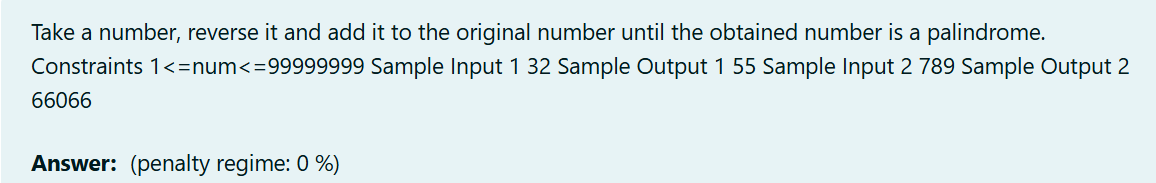 Take a number, reverse it and add it to the original number until the obtained number is a palindrome.
Constraints 1<=num<=99999999 Sample Input 1 32 Sample Output 1 55 Sample Input 2 789 Sample Output 2
66066
Answer: (penalty regime: 0 %)